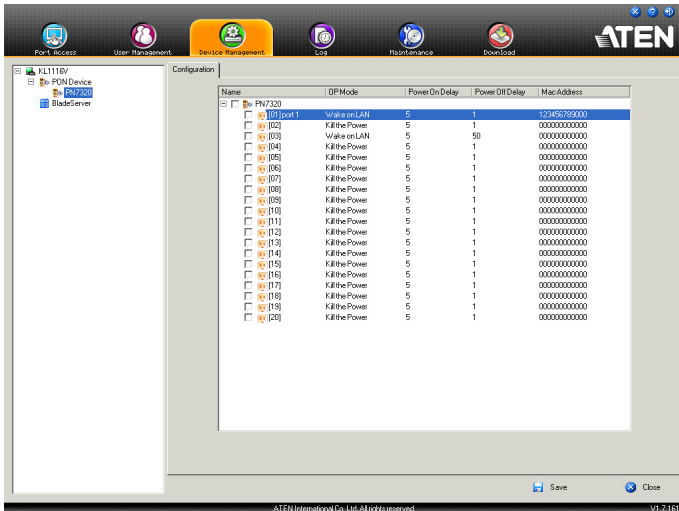 ATEN
Port Access User Management Device Management Log Maintenance Download
KL1116V
PON Device
PN7320
BladeServer
Configuration
Name OP Mode Power On Delay Power Off Delay Mac Address
PN7320
[01]port1 Wake on LAN 5 1 123456789000
[02] Kill the Power 5 1 000000000000
[03] Wake on LAN 5 50 000000000000
[04] Kill the Power 5 1 000000000000
[05] Kill the Power 5 1 000000000000
[06] Kill the Power 5 1 000000000000
[07] Kill the Power 5 1 000000000000
[08] Kill the Power 5 1 000000000000
[09] Kill the Power 5 1 000000000000
[10] Kill the Power 5 1 000000000000
[11] Kill the Power 5 1 000000000000
[12] Kill the Power 5 1 000000000000
[13] Kill the Power 5 1 000000000000
[14] Kill the Power 5 1 000000000000
[15] Kill the Power 5 1 000000000000
[16] Kill the Power 5 1 000000000000
[17] Kill the Power 5 1 000000000000
[18] Kill the Power 5 1 000000000000
[19] Kill the Power 5 1 000000000000
[20] Kill the Power 5 1 000000000000
Save Close
ATEN International Co. Ltd. All rights reserved. V1.7.161